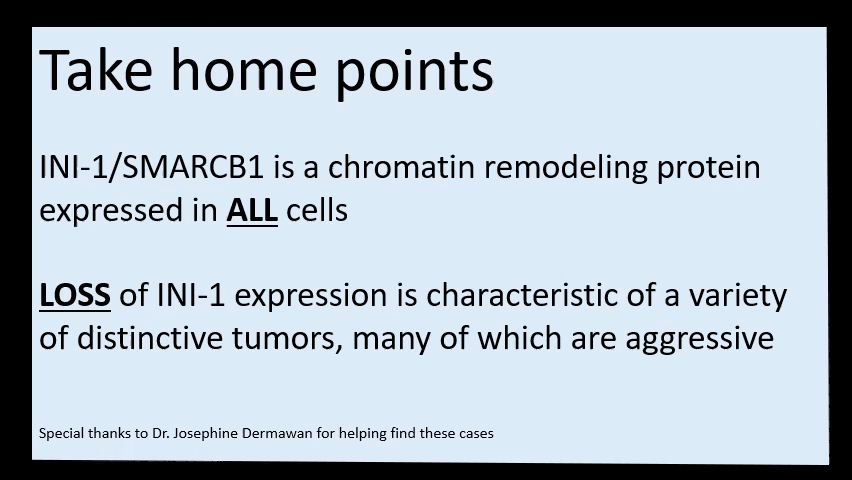 Take home points
INI-1/SMARCB1 is a chromatin remodeling protein
expressed in ALL cells
LOSS of INI-1 expression is characteristic of a variety
of distinctive tumors, many of which are aggressive
Special thanks to Dr. Josephine Dermawan for helping find these cases